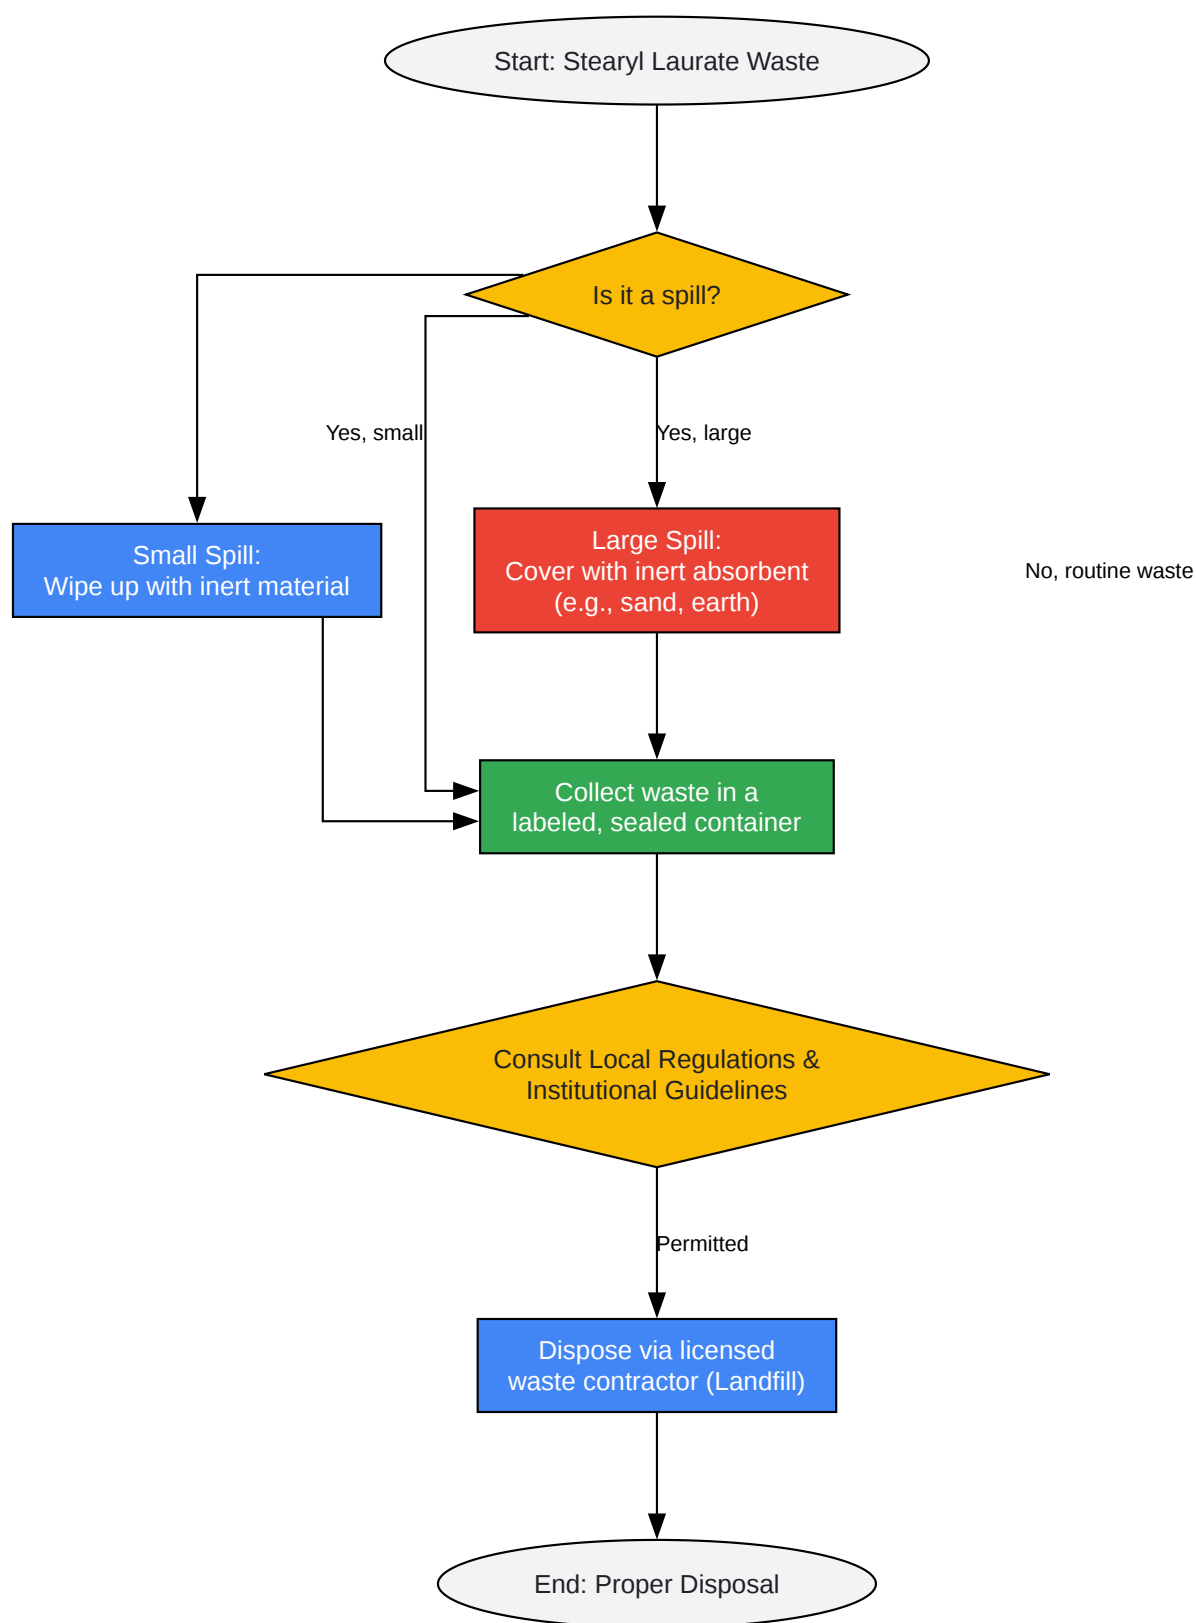 Start: Stearyl Laurate Waste
Is it a spill?
Yes, small
Yes, large
Small Spill:
Wipe up with inert material
Large Spill:
Cover with inert absorbent
(e.g., sand, earth)
No, routine waste
Collect waste in a
labeled, sealed container
Consult Local Regulations &
Institutional Guidelines
Permitted
Dispose via licensed
waste contractor (Landfill)
End: Proper Disposal